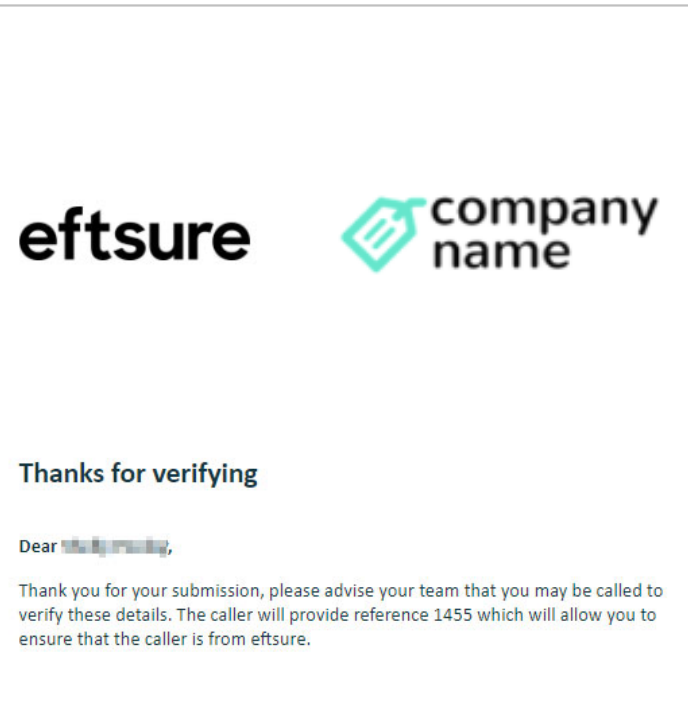 eftsure
company
name
Thanks for verifying
Dear ,
Thank you for your submission, please advise your team that you may be called to
verify these details. The caller will provide reference 1455 which will allow you to
ensure that the caller is from eftsure.